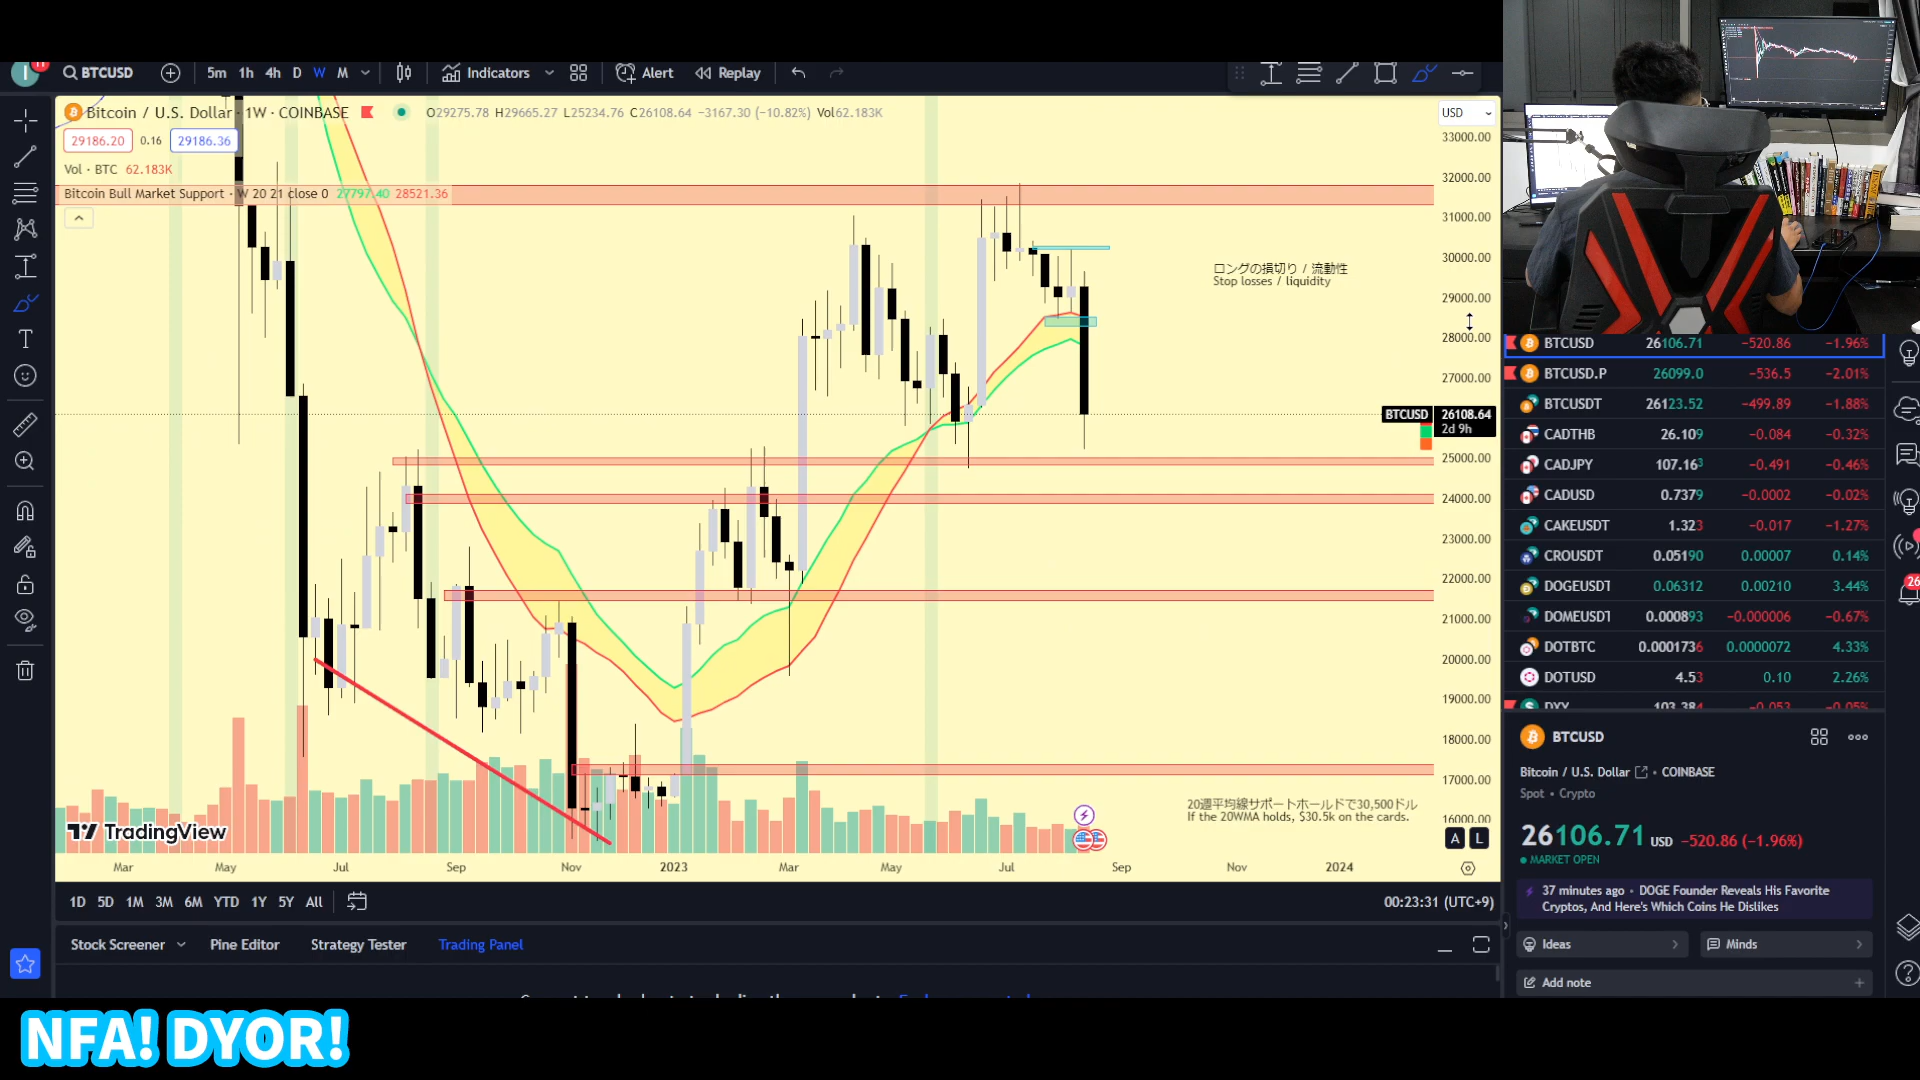 BTCUSD
5m 1h 4h D W M
Indicators
Alert
Replay
Bitcoin / U.S. Dollar · 1W · COINBASE
O29275.78 H29665.27 L25234.76 C26108.64 −3167.30 (−10.82%) Vol62.183K
29186.20 0.16 29186.36
Vol · BTC 62.183K
Bitcoin Bull Market Support · W 20 21 close 0 27797.40 28521.36
USD
33000.00
32000.00
31000.00
30000.00
29000.00
28000.00
27000.00
BTCUSD 26108.64
2d 9h
25000.00
24000.00
23000.00
22000.00
21000.00
20000.00
19000.00
18000.00
17000.00
16000.00
A L
ロングの損切り / 流動性
Stop losses / liquidity
20週平均線サポートホールドで30,500ドル
If the 20WMA holds, $30.5k on the cards.
TradingView
Mar May Jul Sep Nov 2023 Mar May Jul Sep Nov 2024
1D 5D 1M 3M 6M YTD 1Y 5Y All
00:23:31 (UTC+9)
Stock Screener Pine Editor Strategy Tester Trading Panel
BTCUSD 26106.71 −520.86 −1.96%
BTCUSD.P 26099.0 −536.5 −2.01%
BTCUSDT 26123.52 −499.89 −1.88%
CADTHB 26.109 −0.084 −0.32%
CADJPY 107.163 −0.491 −0.46%
CADUSD 0.7379 −0.0002 −0.02%
CAKEUSDT 1.323 −0.017 −1.27%
CROUSDT 0.05190 0.00007 0.14%
DOGEUSDT 0.06312 0.00210 3.44%
DOMEUSDT 0.000893 −0.000006 −0.67%
DOTBTC 0.0001736 0.0000072 4.33%
DOTUSD 4.53 0.10 2.26%
DXY 103.384 −0.053 −0.05%
BTCUSD
Bitcoin / U.S. Dollar • COINBASE
Spot • Crypto
26106.71 USD −520.86 (−1.96%)
MARKET OPEN
37 minutes ago • DOGE Founder Reveals His Favorite
Cryptos, And Here's Which Coins He Dislikes
Ideas
Minds
Add note
26
NFA! DYOR!